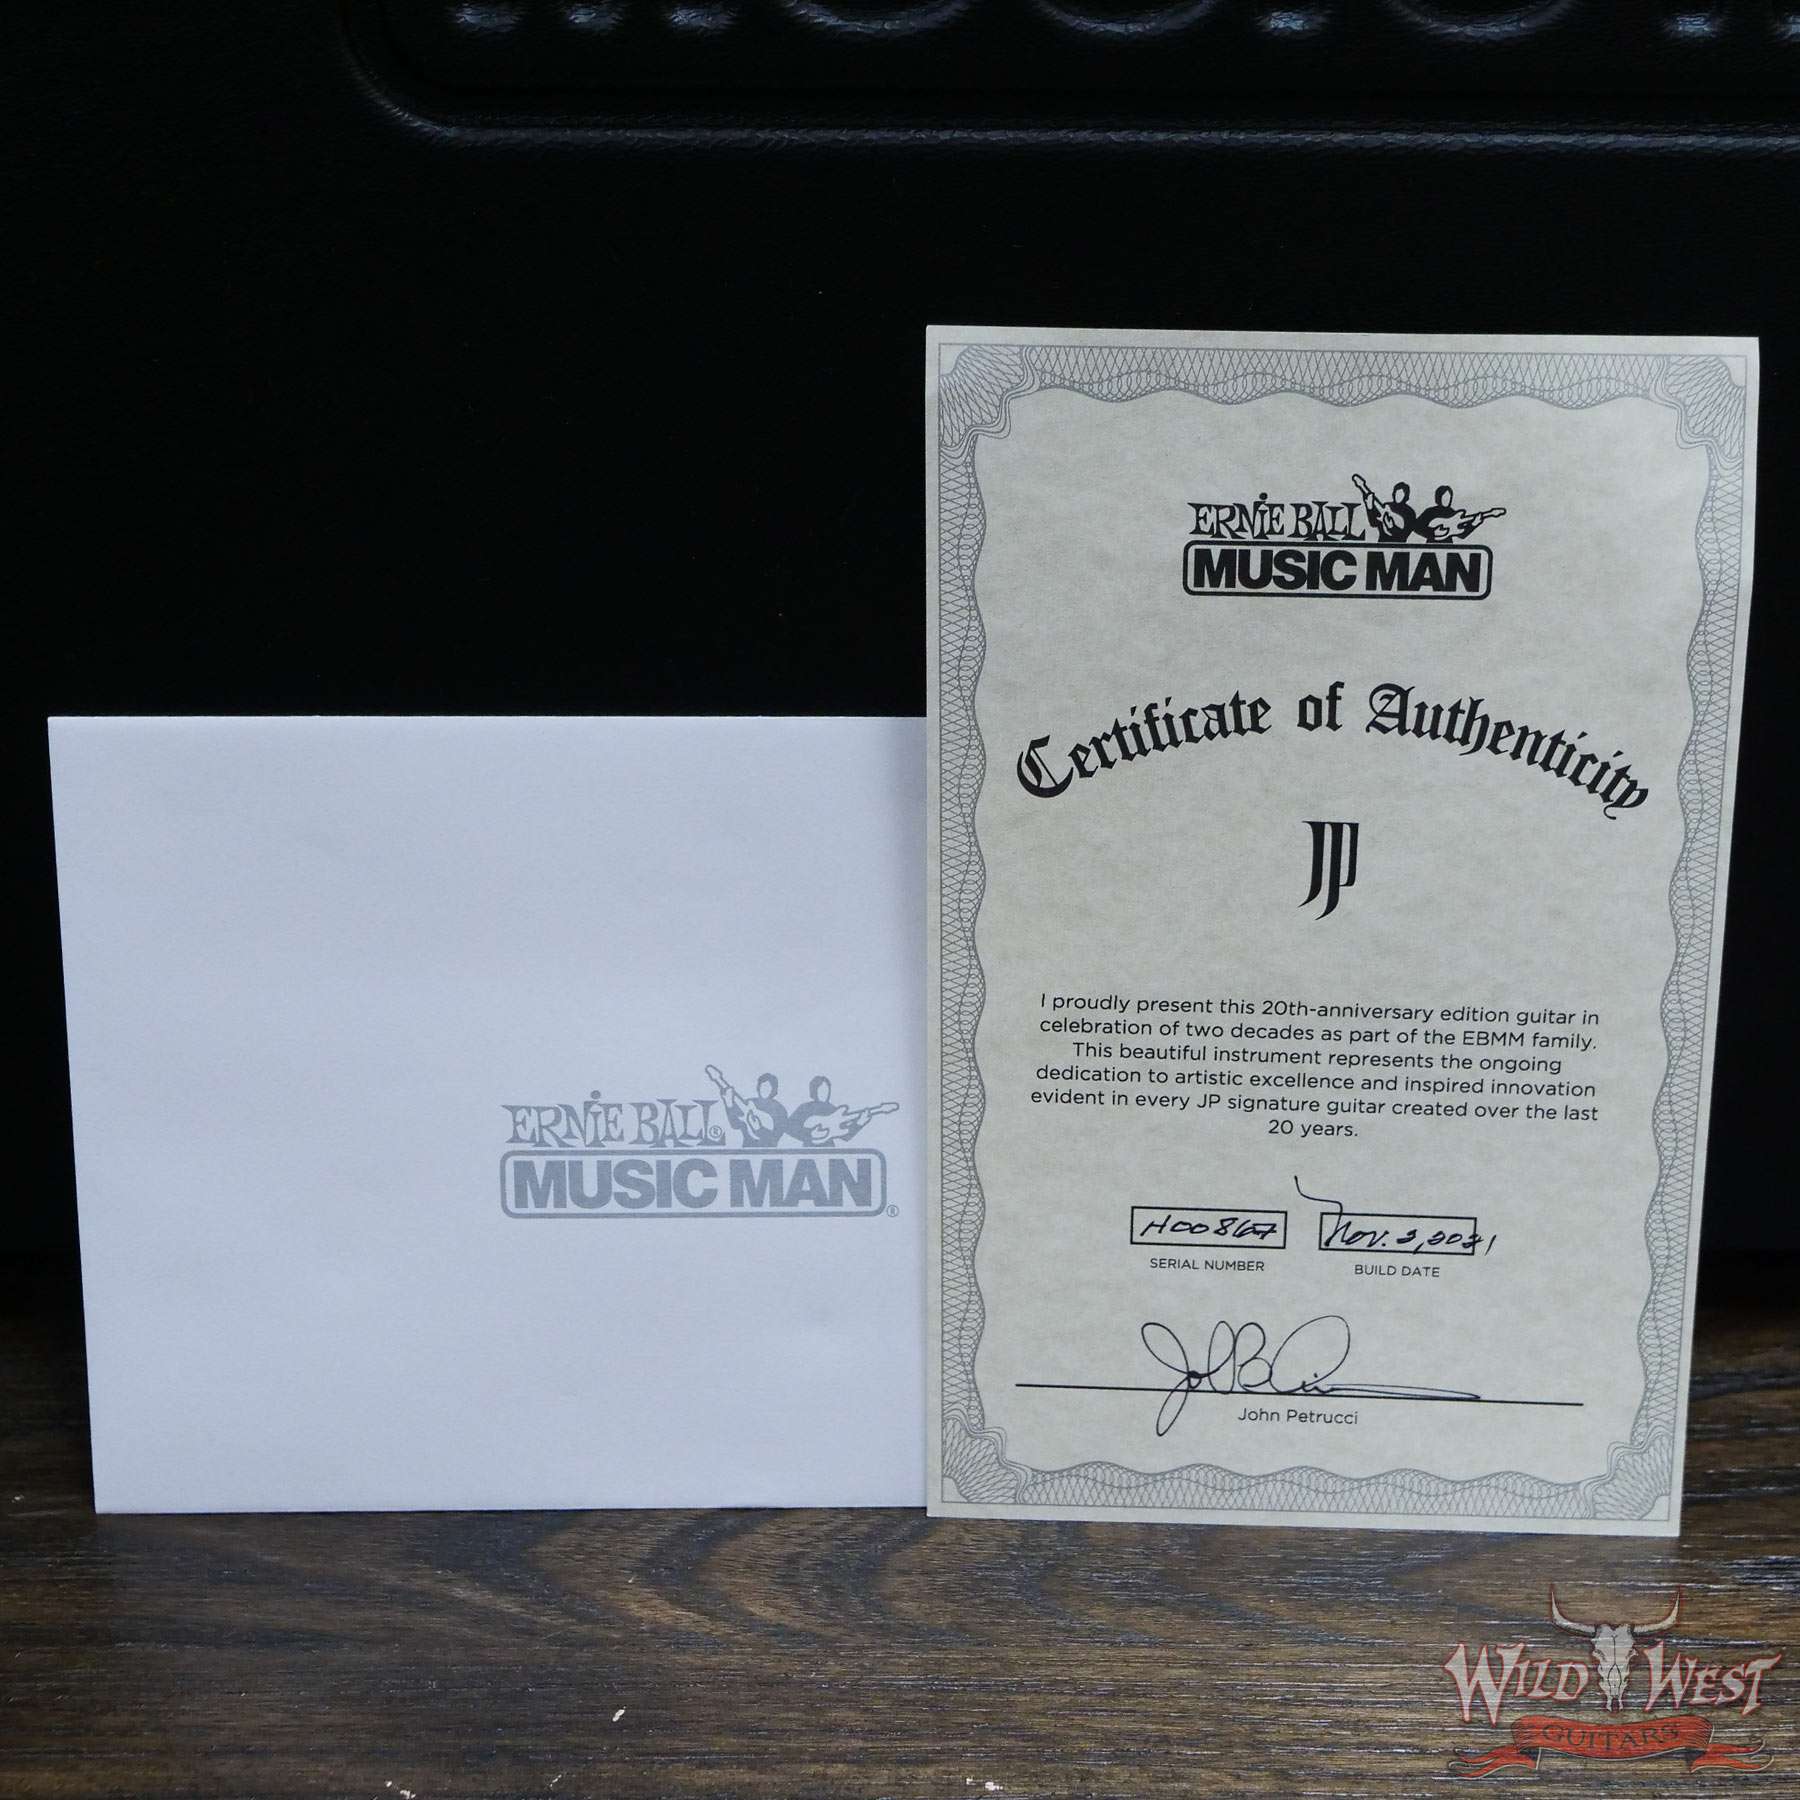 ERNIE BALL®
MUSIC MAN®
ERNIE BALL
MUSIC MAN
Certificate of Authenticity
JP
I proudly present this 20th-anniversary edition guitar in
celebration of two decades as part of the EBMM family.
This beautiful instrument represents the ongoing
dedication to artistic excellence and inspired innovation
evident in every JP signature guitar created over the last
20 years.
H00867 Nov. 3, 2021
SERIAL NUMBER BUILD DATE
John Petrucci
WILD WEST
GUITARS